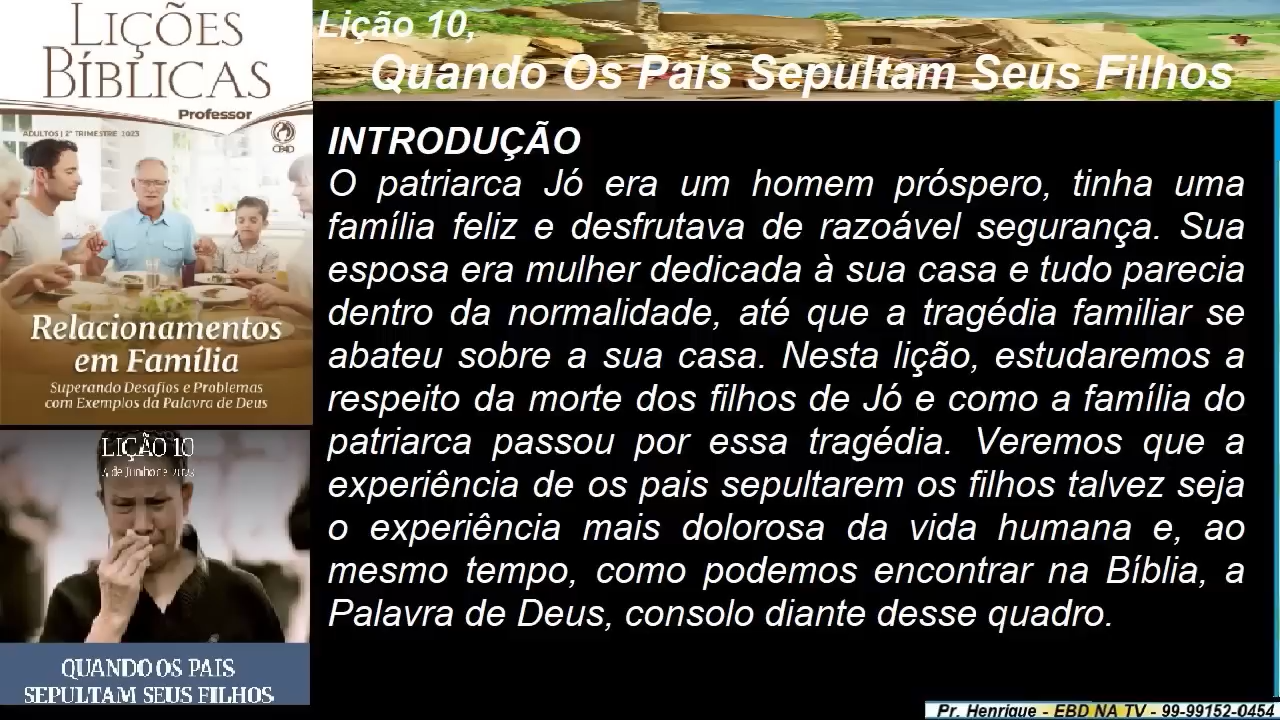 LIÇÕES
BÍBLICAS
Professor
ADULTOS | 2º TRIMESTRE 2023
CPAD
Relacionamentos
em Família
Superando Desafios e Problemas
com Exemplos da Palavra de Deus
LIÇÃO 10
QUANDO OS PAIS
SEPULTAM SEUS FILHOS
Lição 10,
Quando Os Pais Sepultam Seus Filhos
INTRODUÇÃO
O patriarca Jó era um homem próspero, tinha uma
família feliz e desfrutava de razoável segurança. Sua
esposa era mulher dedicada à sua casa e tudo parecia
dentro da normalidade, até que a tragédia familiar se
abateu sobre a sua casa. Nesta lição, estudaremos a
respeito da morte dos filhos de Jó e como a família do
patriarca passou por essa tragédia. Veremos que a
experiência de os pais sepultarem os filhos talvez seja
o experiência mais dolorosa da vida humana e, ao
mesmo tempo, como podemos encontrar na Bíblia, a
Palavra de Deus, consolo diante desse quadro.
Pr. Henrique - EBD NA TV - 99-99152-0454